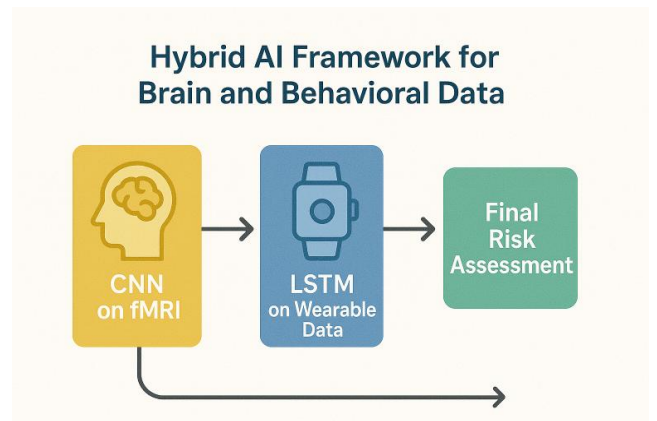 Hybrid AI Framework for
Brain and Behavioral Data
CNN
on fMRI
LSTM
on Wearable
Data
Final
Risk
Assessment